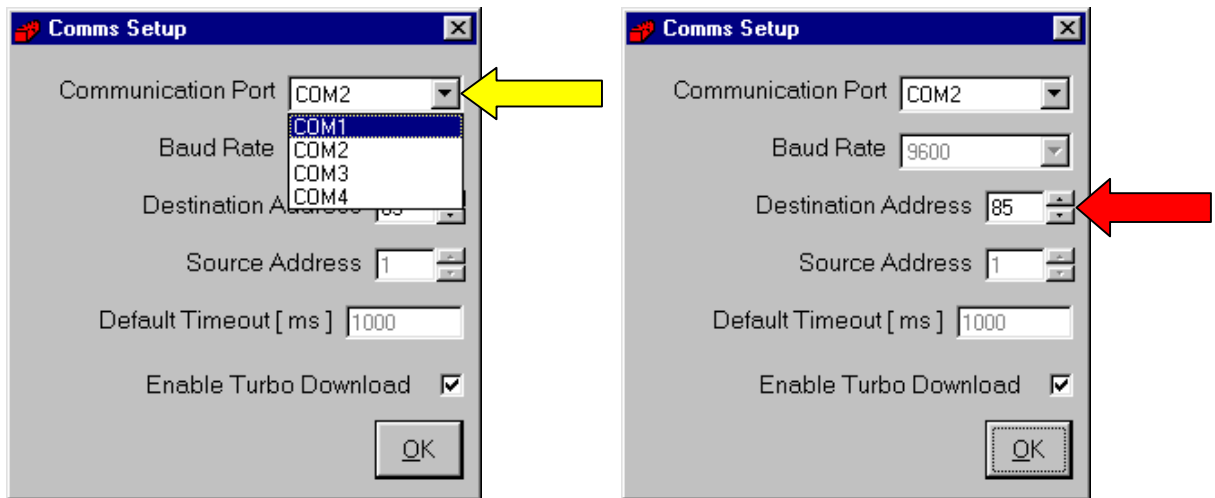 Comms Setup
Communication Port COM2
COM1
Baud Rate COM2
COM3
Destination Address COM4
Source Address 1
Default Timeout [ ms ] 1000
Enable Turbo Download
OK
Comms Setup
Communication Port COM2
Baud Rate 9600
Destination Address 85
Source Address 1
Default Timeout [ ms ] 1000
Enable Turbo Download
OK